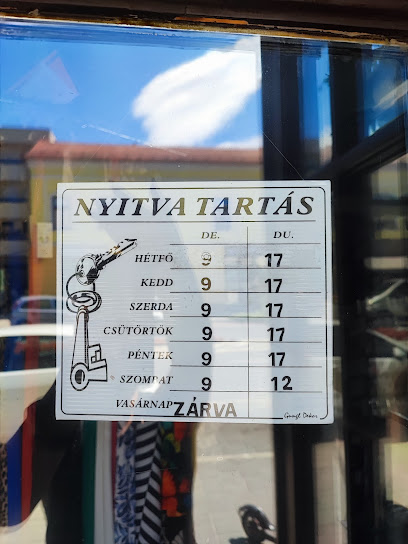 NYITVA TARTÁS
DE. DU.
HÉTFŐ 9 17
KEDD 9 17
SZERDA 9 17
CSÜTÖRTÖK 9 17
PÉNTEK 9 17
SZOMBAT 9 12
VASÁRNAP ZÁRVA